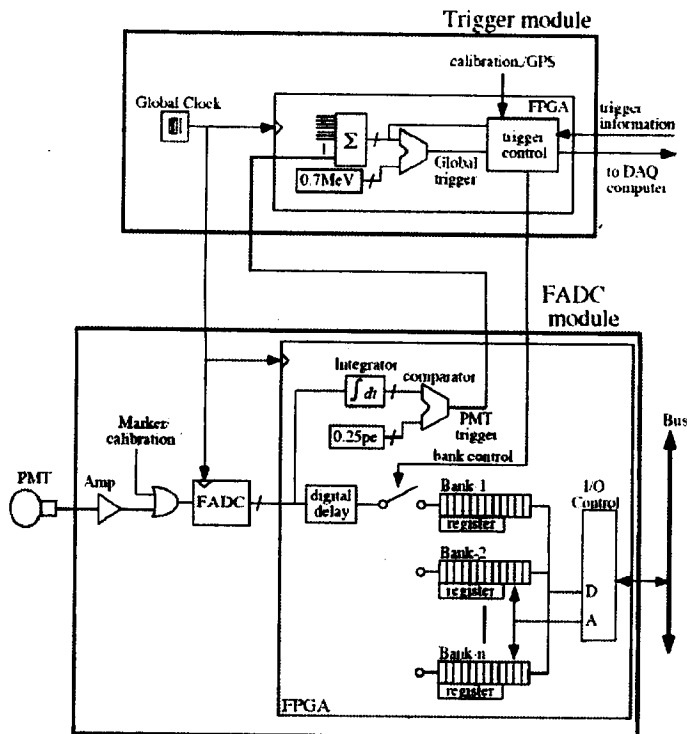 Trigger module
calibration/GPS
FPGA
Global Clock
trigger
information
Σ
trigger
control
0.7MeV
Global
trigger
to DAQ
computer
FADC
module
Integrator
comparator
∫ dt
Marker/
calibration
0.25pe
PMT
trigger
Bus
bank control
PMT
Amp
FADC
digital
delay
Bank-1
register
I/O
Control
Bank-2
register
D
A
Bank-n
register
FPGA